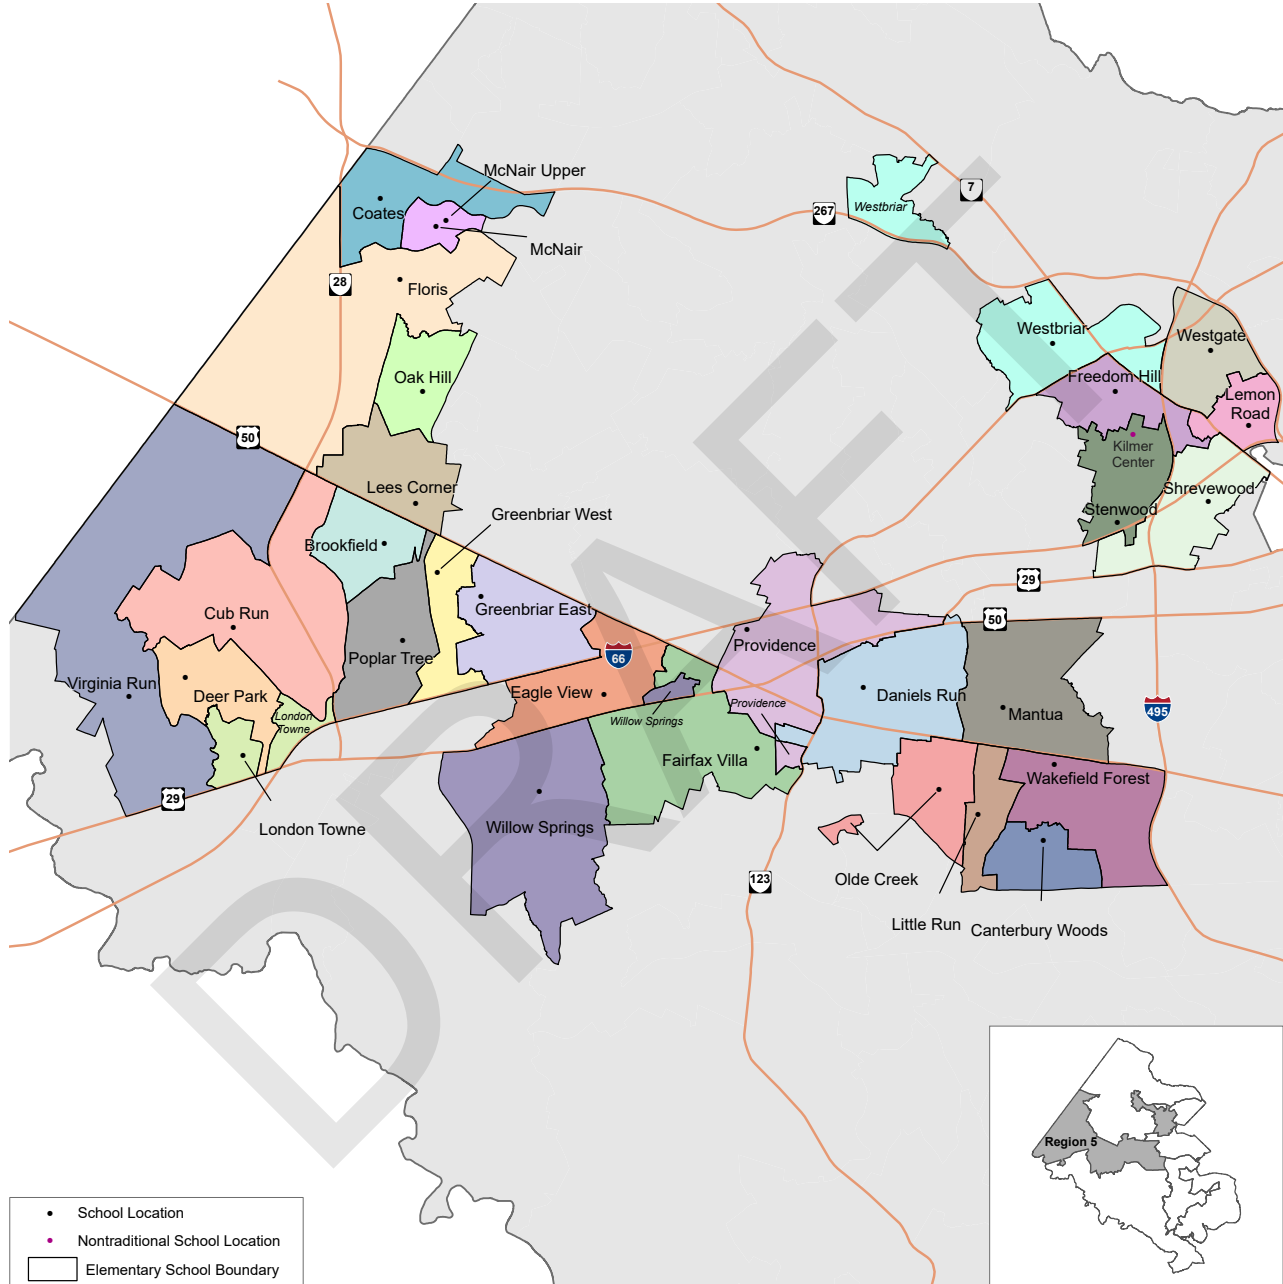 McNair Upper
Coates
McNair
7
267
Westbriar
28
Floris
Westbriar
Westgate
Oak Hill
Freedom Hill
Lemon
Road
50
Kilmer
Center
Lees Corner
Shrevewood
Greenbriar West
Stenwood
Brookfield
29
Cub Run
Greenbriar East
50
Poplar Tree
66
Providence
Virginia Run
Deer Park
Eagle View
Daniels Run
London
Towne
Willow Springs
Providence
Mantua
495
Fairfax Villa
Wakefield Forest
29
London Towne
Willow Springs
123
Olde Creek
Little Run
Canterbury Woods
DRAFT
Region 5
School Location
Nontraditional School Location
Elementary School Boundary